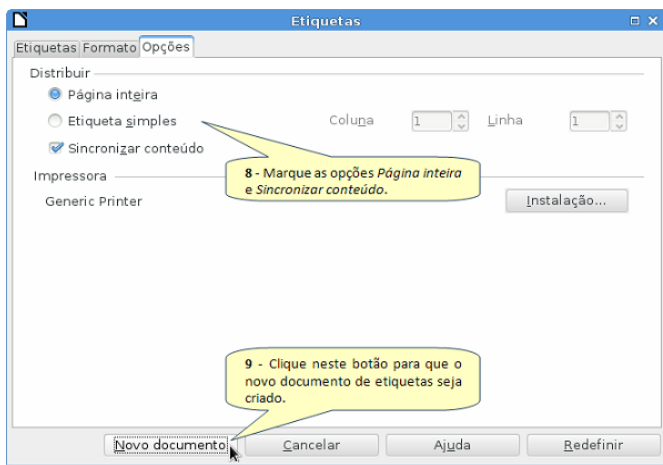 Etiquetas
Etiquetas Formato Opções
Distribuir
Página inteira
Etiqueta simples Coluna 1 Linha 1
Sincronizar conteúdo
8 - Marque as opções Página inteira
e Sincronizar conteúdo.
Impressora
Generic Printer Instalação...
9 - Clique neste botão para que o
novo documento de etiquetas seja
criado.
Novo documento Cancelar Ajuda Redefinir